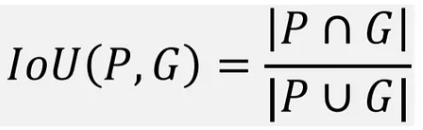 IoU(P, G) = |P ∩ G| / |P ∪ G|